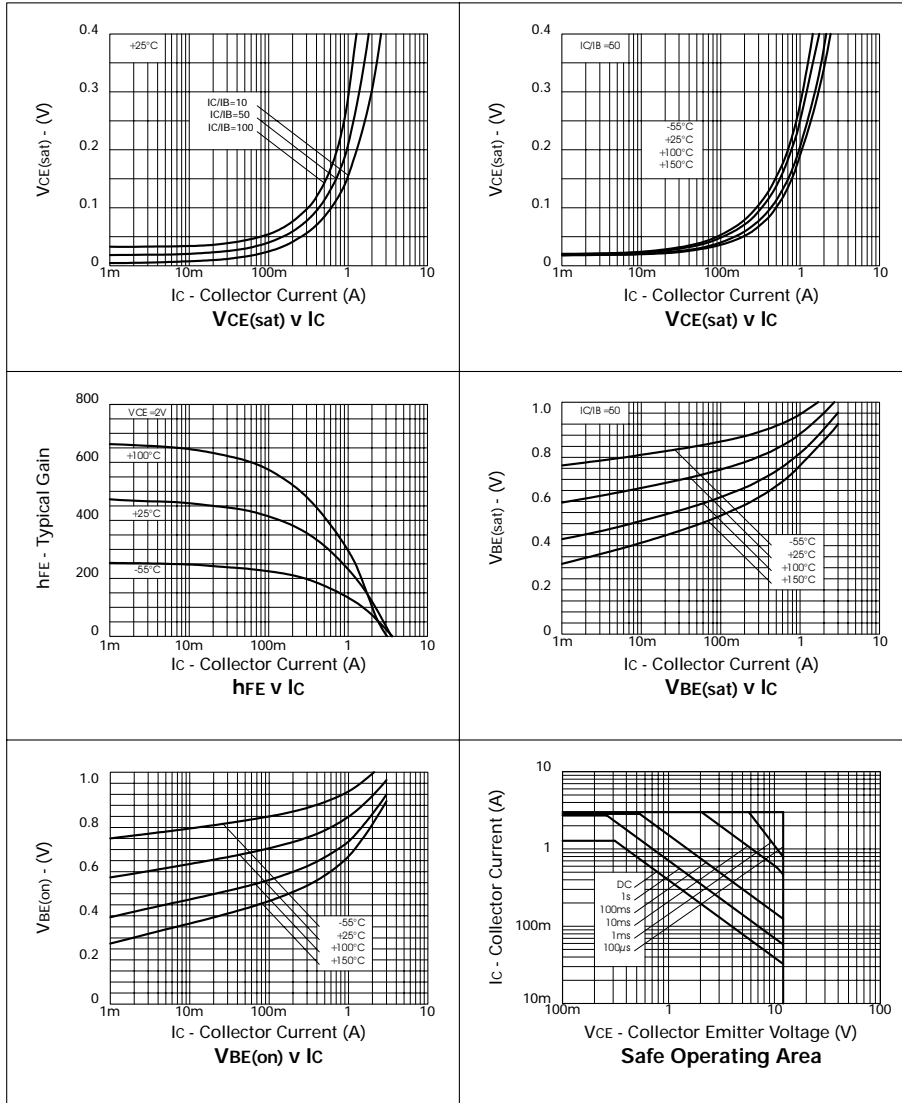 0.4
+25°C
0.3
0.2
0.1
0
IC/IB=10
IC/IB=50
IC/IB=100
VCE(sat) - (V)
1m
10m
100m
1
10
IC - Collector Current (A)
VCE(sat) v IC
0.4
IC/IB=50
0.3
0.2
0.1
0
-55°C
+25°C
+100°C
+150°C
VCE(sat) - (V)
1m
10m
100m
1
10
IC - Collector Current (A)
VCE(sat) v IC
800
VCE=2V
600
+100°C
400
+25°C
200
-55°C
0
hFE - Typical Gain
1m
10m
100m
1
10
IC - Collector Current (A)
hFE v IC
1.0
IC/IB=50
0.8
0.6
0.4
0.2
0
-55°C
+25°C
+100°C
+150°C
VBE(sat) - (V)
1m
10m
100m
1
10
IC - Collector Current (A)
VBE(sat) v IC
1.0
0.8
0.6
0.4
0.2
0
-55°C
+25°C
+100°C
+150°C
VBE(on) - (V)
1m
10m
100m
1
10
IC - Collector Current (A)
VBE(on) v IC
10
1
100m
10m
DC
1s
100ms
10ms
1ms
100µs
IC - Collector Current (A)
100m
1
10
100
VCE - Collector Emitter Voltage (V)
Safe Operating Area